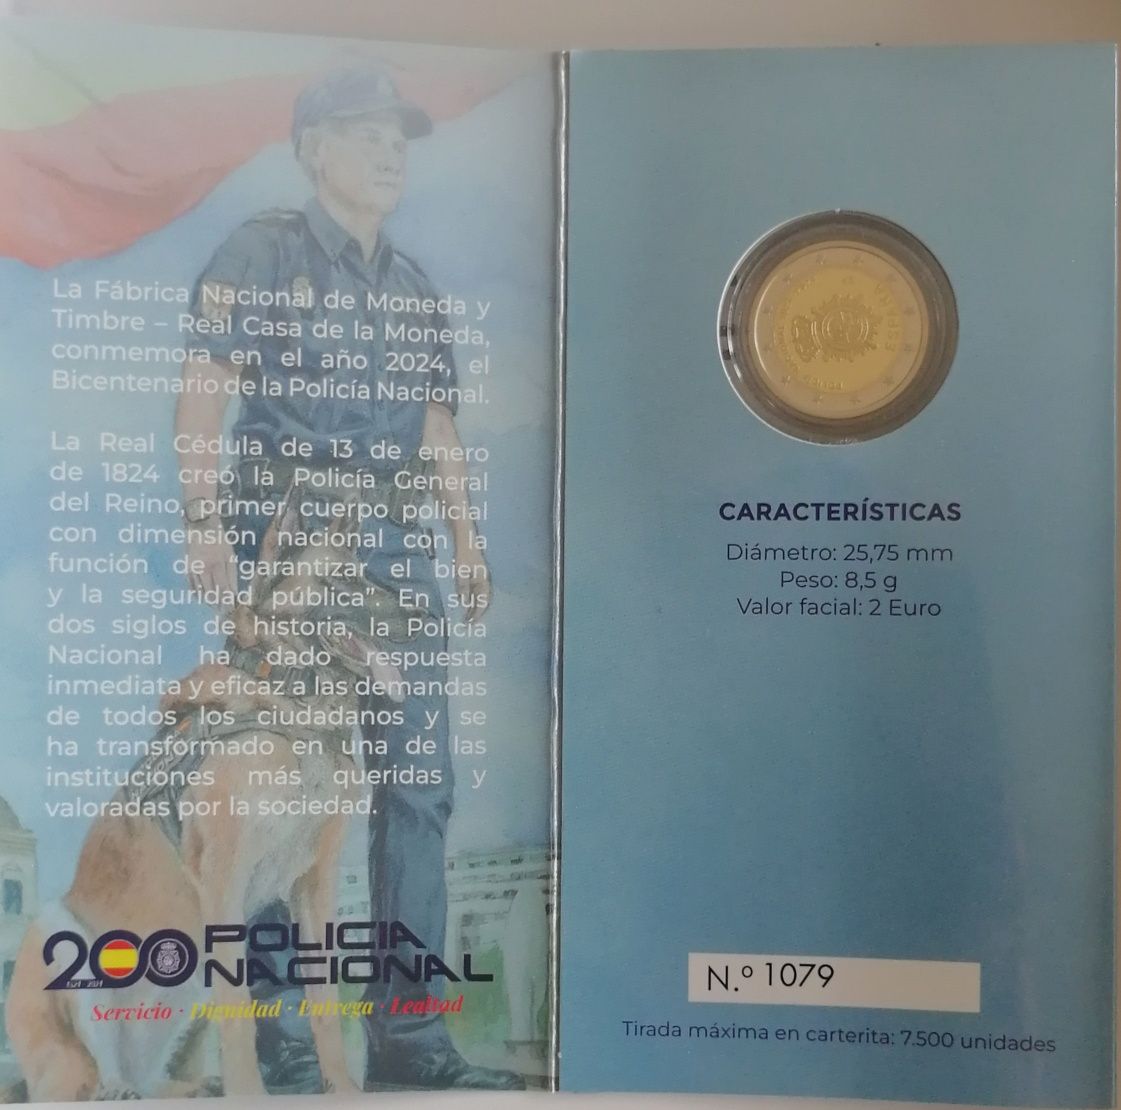 La Fábrica Nacional de Moneda y
Timbre – Real Casa de la Moneda,
conmemora en el año 2024, el
Bicentenario de la Policía Nacional.
La Real Cédula de 13 de enero
de 1824 creó la Policía General
del Reino, primer cuerpo policial
con dimensión nacional con la
función de “garantizar el bien
y la seguridad pública”. En sus
dos siglos de historia, la Policía
Nacional ha dado respuesta
inmediata y eficaz a las demandas
de todos los ciudadanos y se
ha transformado en una de las
instituciones más queridas y
valoradas por la sociedad.
200 POLICIA
NACIONAL
Servicio · Dignidad · Entrega · Lealtad
ESPAÑA
CARACTERÍSTICAS
Diámetro: 25,75 mm
Peso: 8,5 g
Valor facial: 2 Euro
N.º 1079
Tirada máxima en carterita: 7.500 unidades